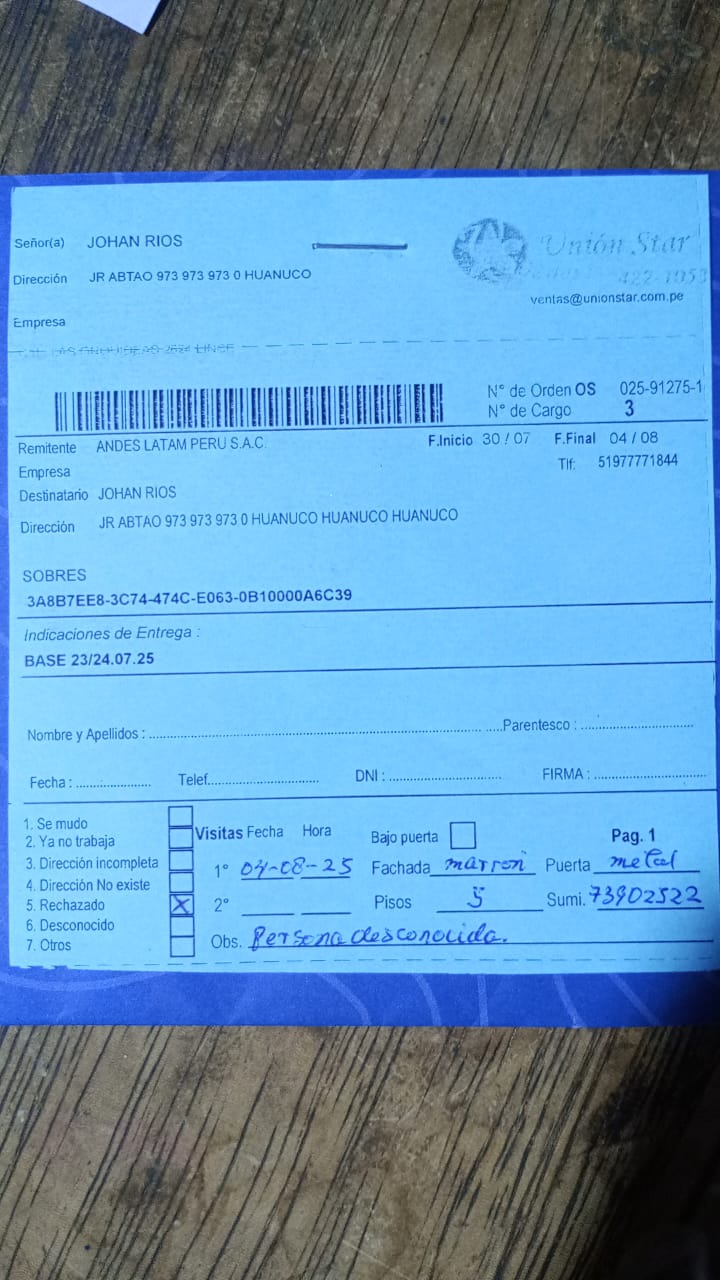 Señor(a) JOHAN RIOS
Unión Star
422-1053
Dirección JR ABTAO 973 973 973 0 HUANUCO
ventas@unionstar.com.pe
Empresa
LINCE
N° de Orden OS 025-91275-1
N° de Cargo 3
Remitente ANDES LATAM PERU S.A.C. F.Inicio 30 / 07 F.Final 04 / 08
Empresa Tlf: 51977771844
Destinatario JOHAN RIOS
Dirección JR ABTAO 973 973 973 0 HUANUCO HUANUCO HUANUCO
SOBRES
3A8B7EE8-3C74-474C-E063-0B10000A6C39
Indicaciones de Entrega :
BASE 23/24.07.25
Nombre y Apellidos : Parentesco :
Fecha : Telef. DNI : FIRMA :
1. Se mudo
2. Ya no trabaja
3. Dirección incompleta
4. Dirección No existe
5. Rechazado X
6. Desconocido
7. Otros
Visitas Fecha Hora Bajo puerta Pag. 1
1° 04-08-25 Fachada marron Puerta metal
2° Pisos 5 Sumi. 73902522
Obs. Persona desconocida.